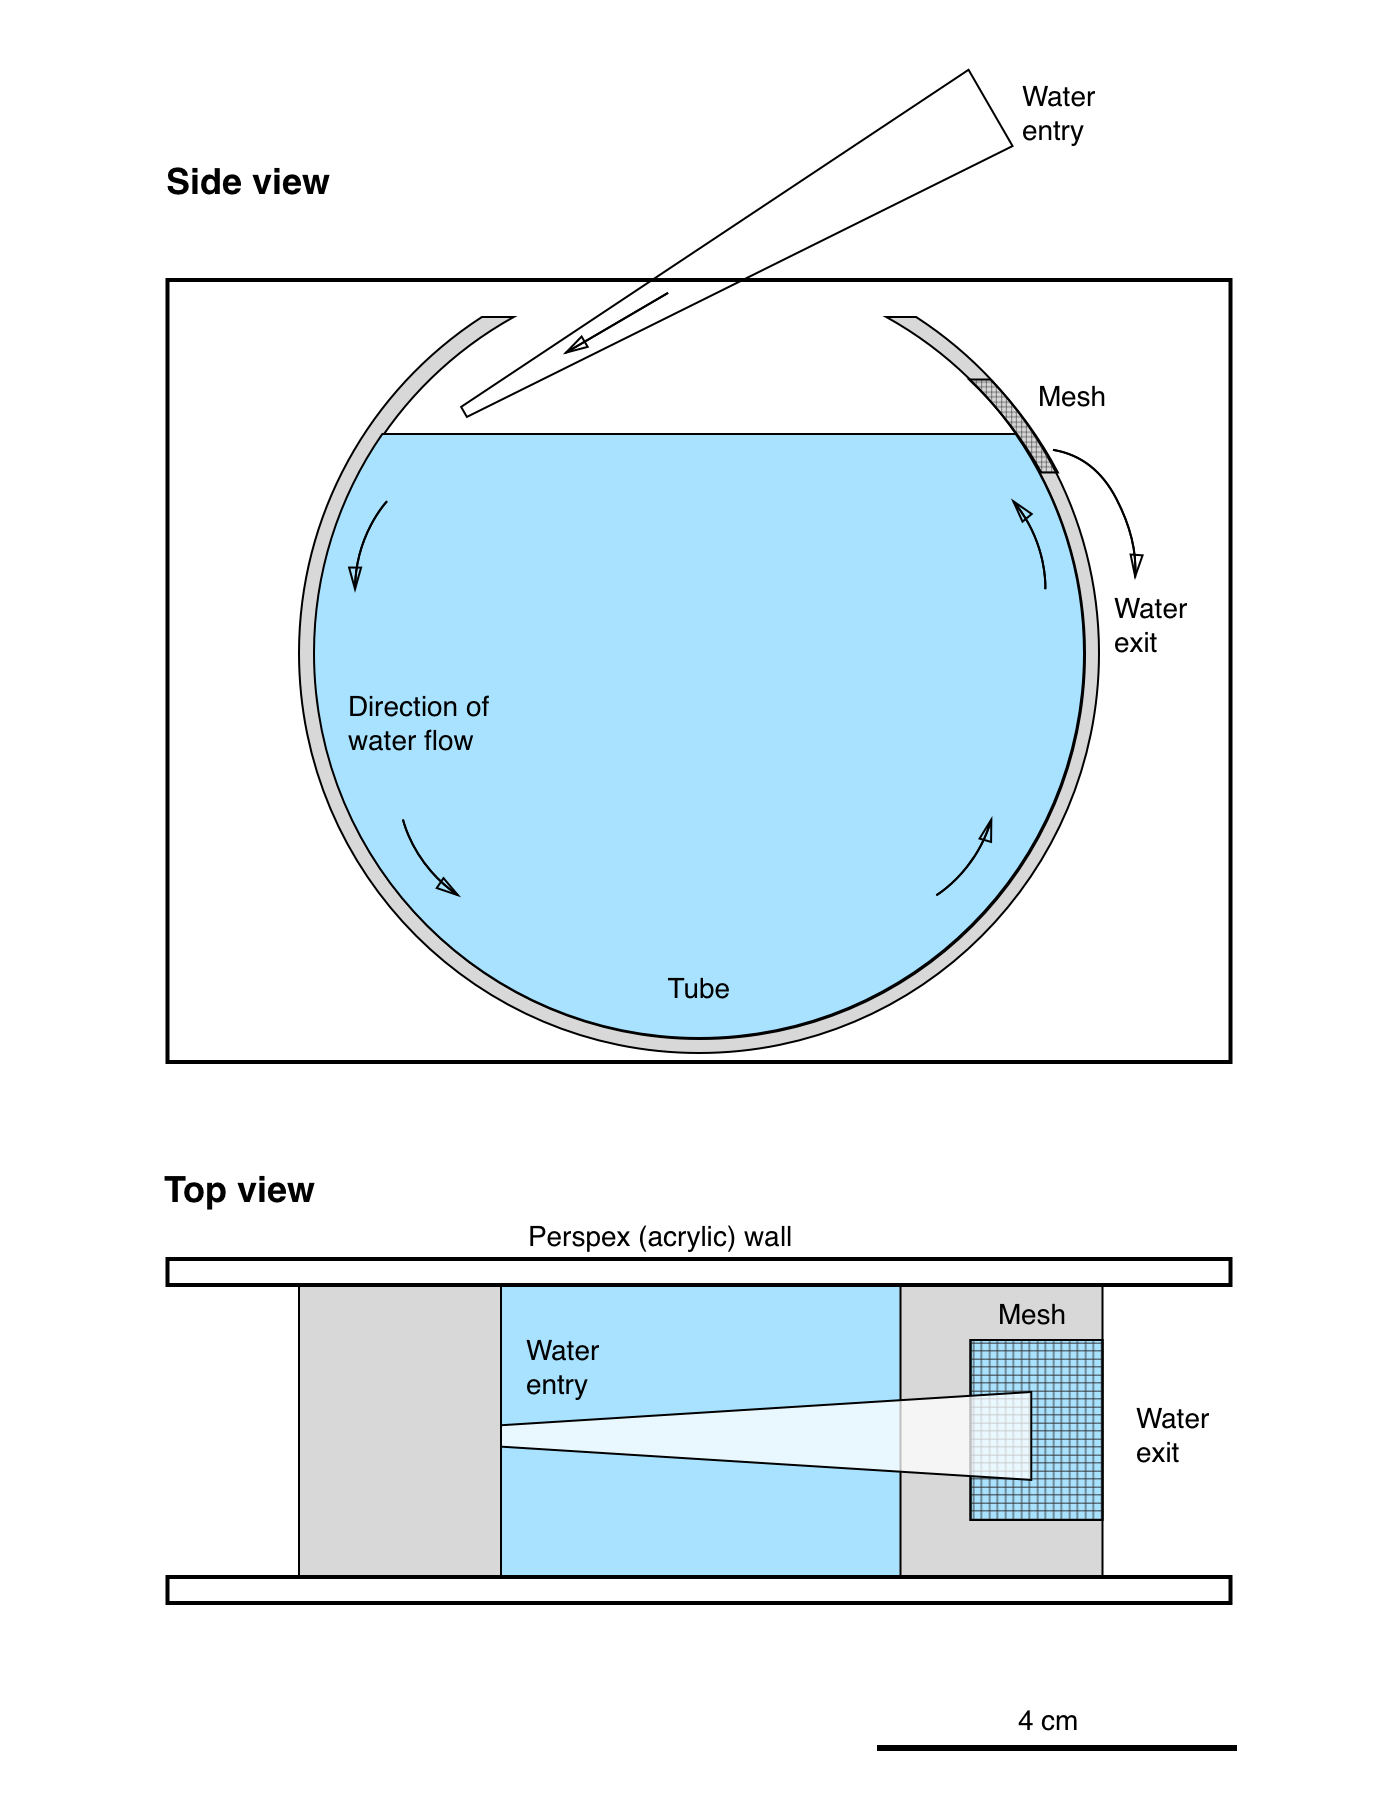 Water
entry
Side view
Mesh
Water
exit
Direction of
water flow
Tube
Top view
Perspex (acrylic) wall
Mesh
Water
entry
Water
exit
4 cm